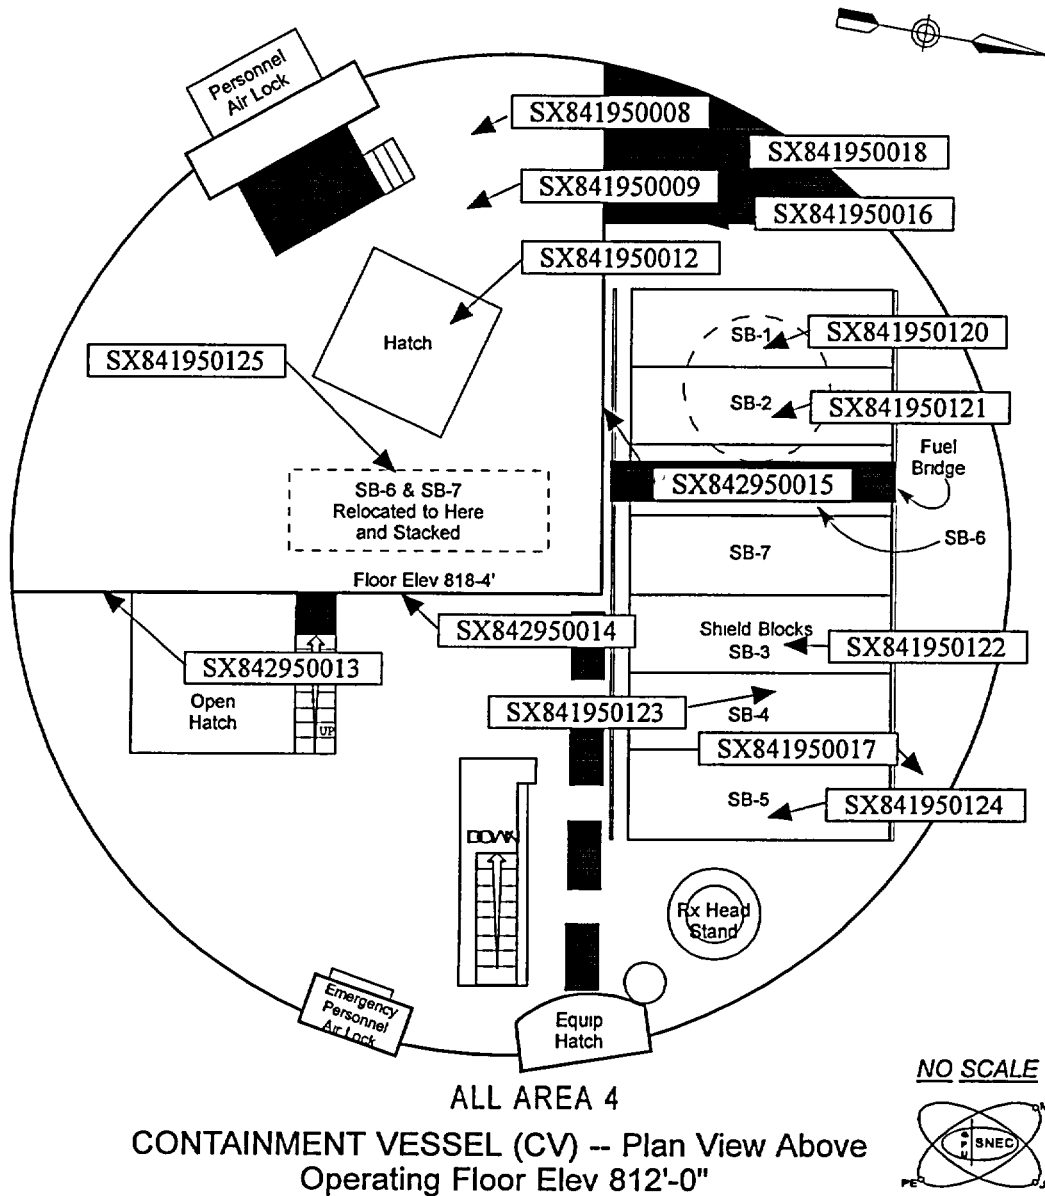 Personnel
Air Lock
SX841950008
SX841950018
SX841950009
SX841950016
SX841950012
Hatch
SX841950125
SB-1
SX841950120
SB-2
SX841950121
Fuel
Bridge
SB-6 & SB-7
Relocated to Here
and Stacked
SX842950015
SB-6
SB-7
Floor Elev 818-4'
SX842950014
Shield Blocks
SB-3
SX841950122
SX842950013
Open
Hatch
UP
SX841950123
SB-4
SX841950017
SB-5
SX841950124
DOWN
Rx Head
Stand
Emergency
Personnel
Air Lock
Equip
Hatch
NO SCALE
ALL AREA 4
CONTAINMENT VESSEL (CV) -- Plan View Above
Operating Floor Elev 812'-0"
SNEC
PE